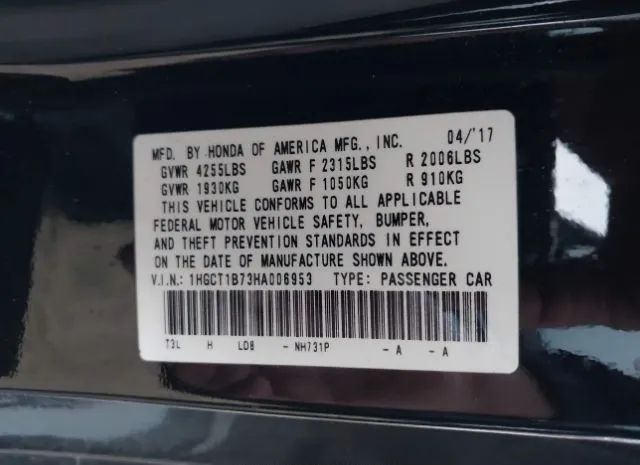 MFD. BY HONDA OF AMERICA MFG., INC. 04/'17
GVWR 4255LBS GAWR F 2315LBS R 2006LBS
GVWR 1930KG GAWR F 1050KG R 910KG
THIS VEHICLE CONFORMS TO ALL APPLICABLE
FEDERAL MOTOR VEHICLE SAFETY, BUMPER,
AND THEFT PREVENTION STANDARDS IN EFFECT
ON THE DATE OF MANUFACTURE SHOWN ABOVE.
V.I.N.: 1HGCT1B73HA006953 TYPE: PASSENGER CAR
T3L H LDB - NH731P - A - A